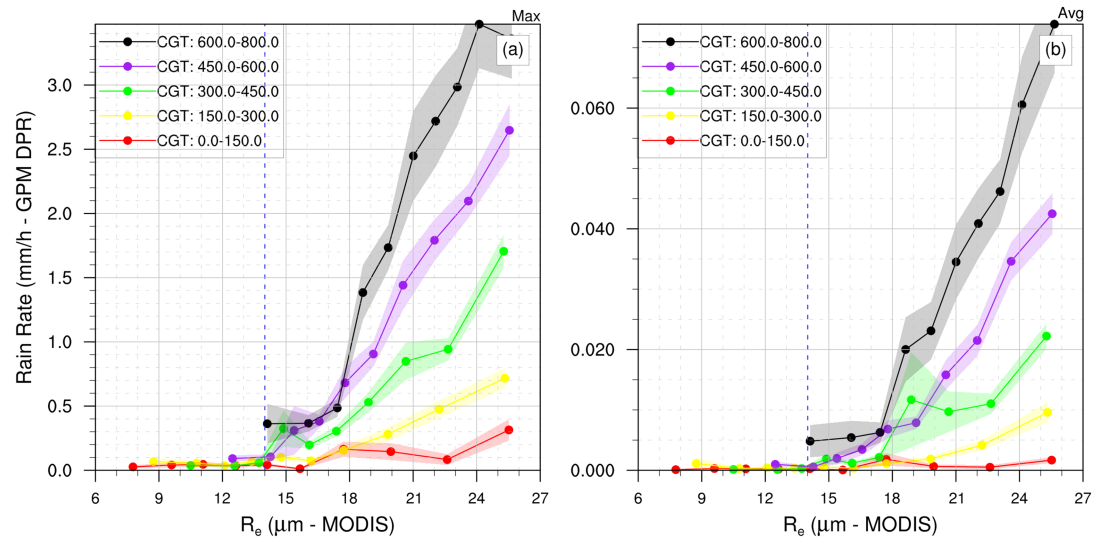 Max
(a)
CGT: 600.0-800.0
CGT: 450.0-600.0
CGT: 300.0-450.0
CGT: 150.0-300.0
CGT: 0.0-150.0
Rain Rate (mm/h - GPM DPR)
3.0
2.5
2.0
1.5
1.0
0.5
0.0
6 9 12 15 18 21 24 27
Rₑ (μm - MODIS)
Avg
(b)
CGT: 600.0-800.0
CGT: 450.0-600.0
CGT: 300.0-450.0
CGT: 150.0-300.0
CGT: 0.0-150.0
0.060
0.040
0.020
0.000
6 9 12 15 18 21 24 27
Rₑ (μm - MODIS)